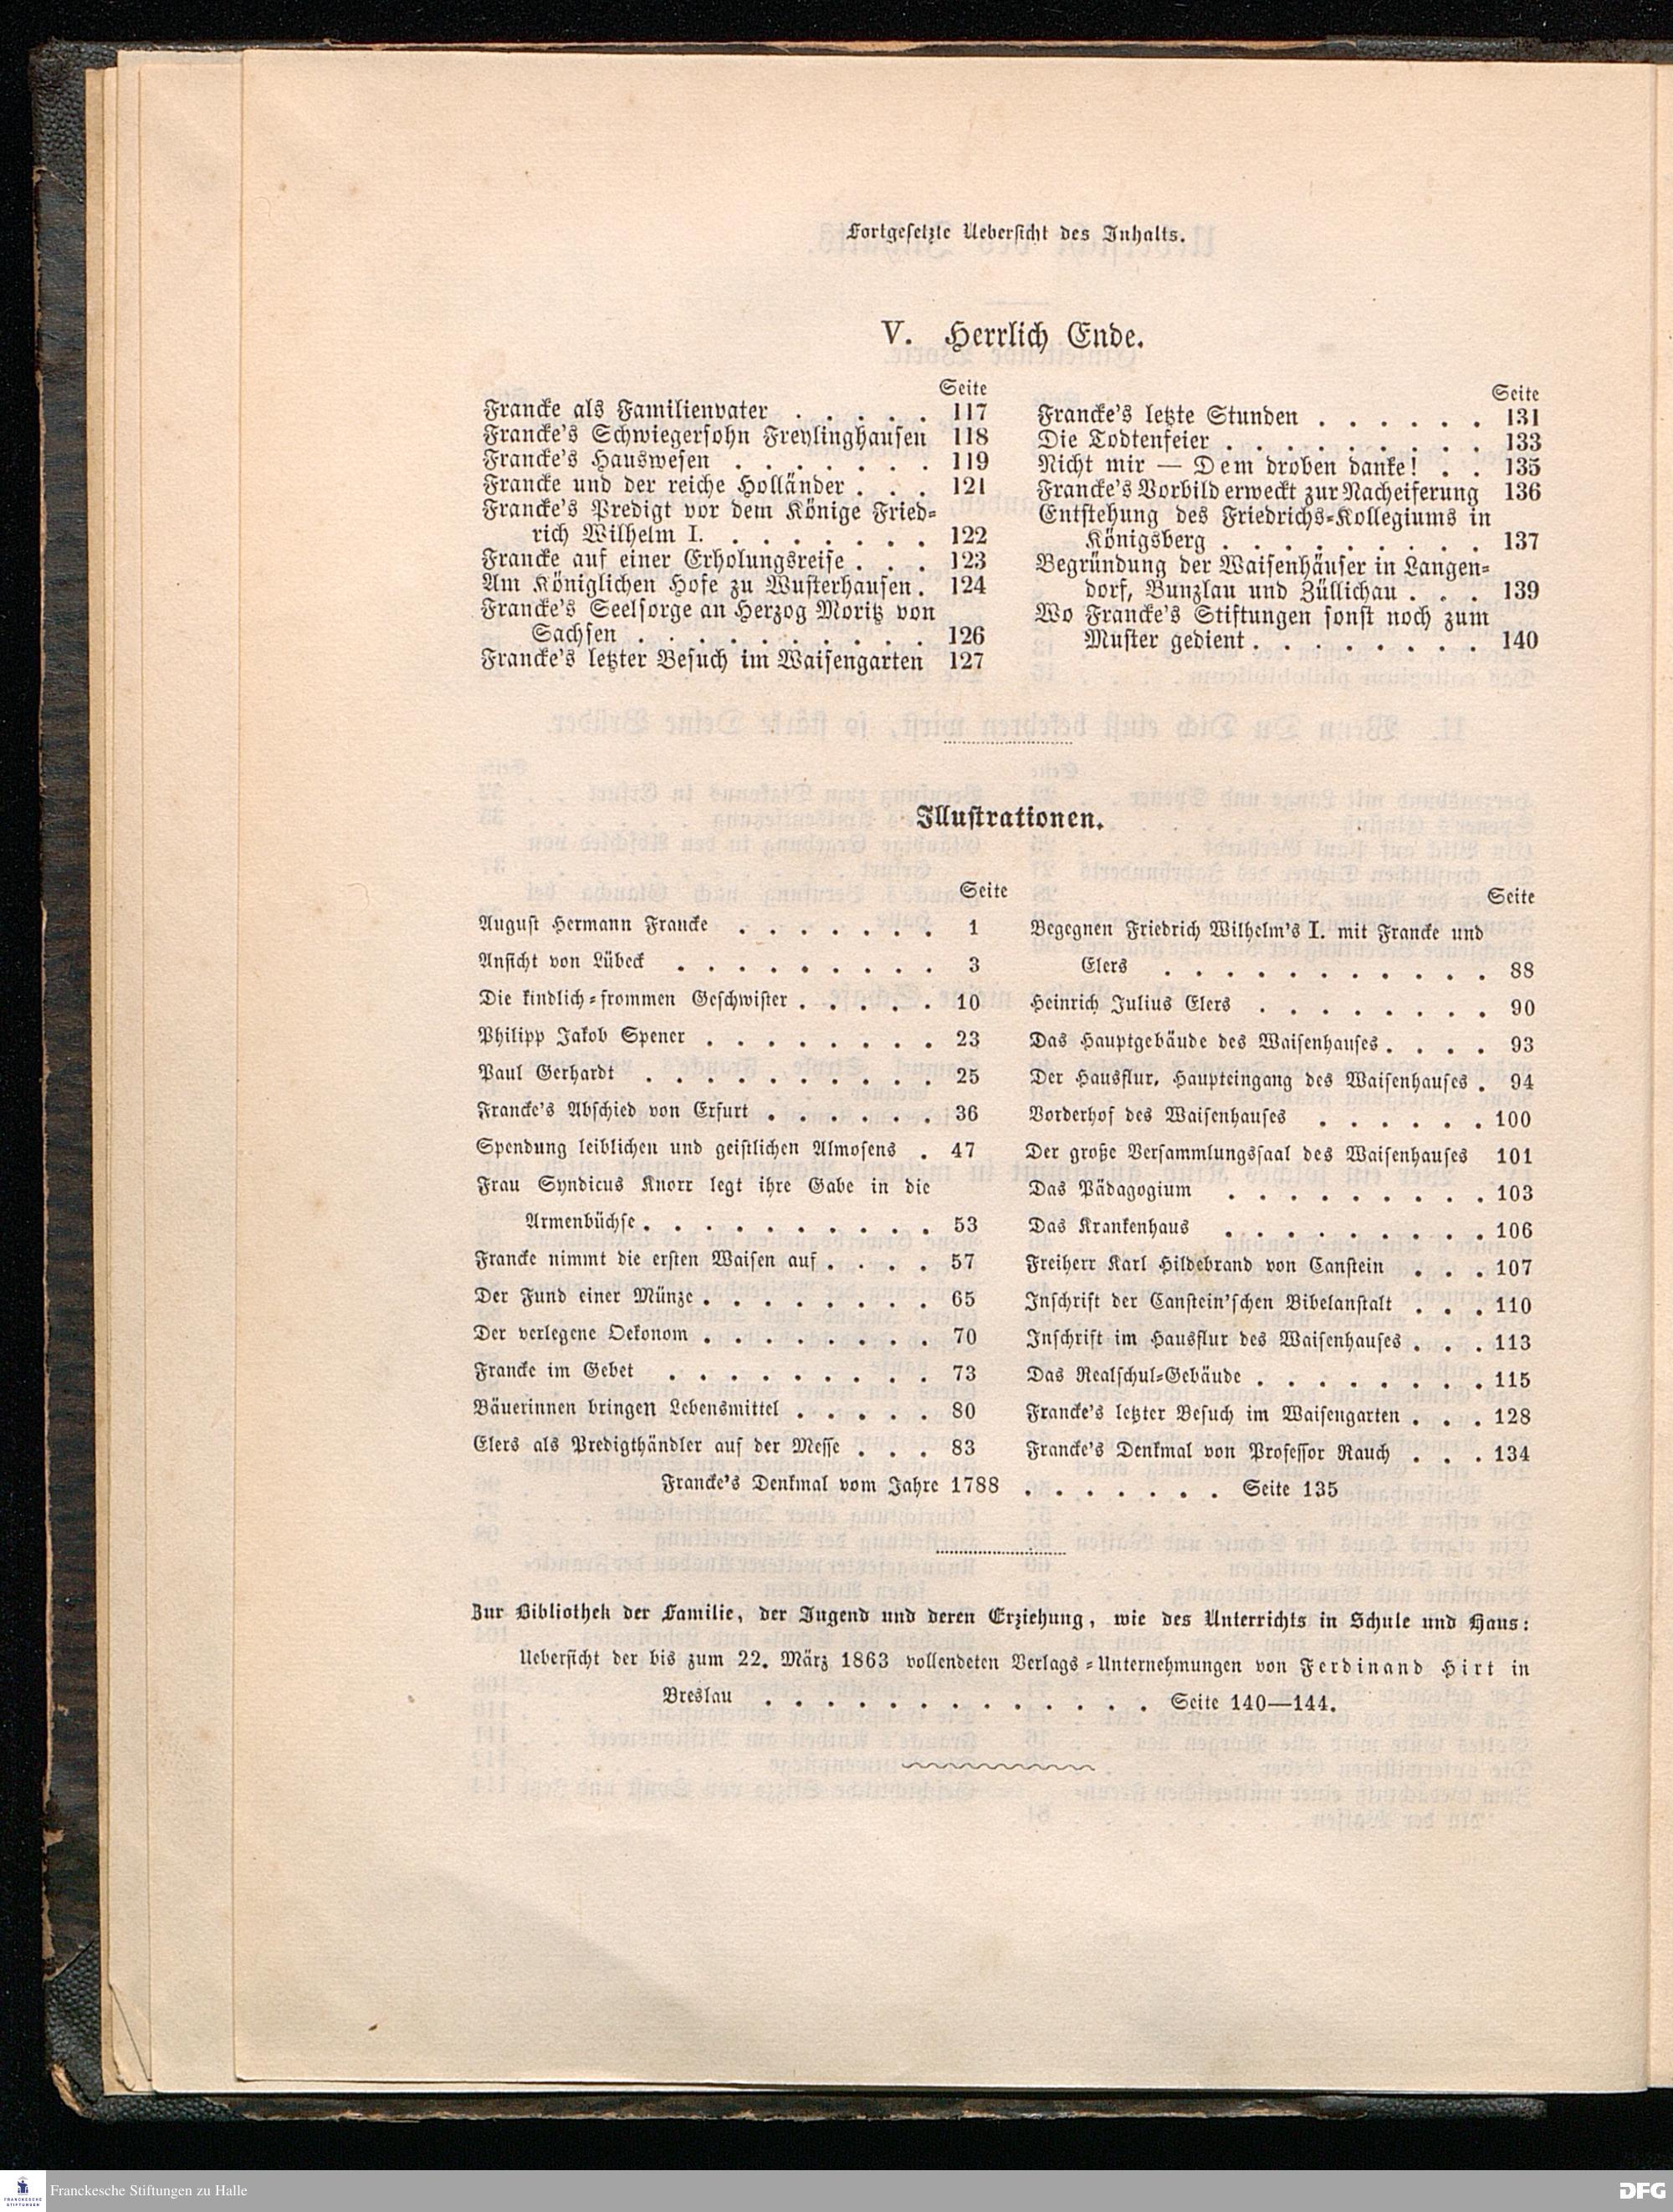 Fortgesetzte Uebersicht des Inhalts.
V. Herrlich Ende.
Seite
Francke als Familienvater . . . . . 117
Francke's Schwiegersohn Freylinghausen 118
Francke's Hauswesen . . . . . . . 119
Francke und der reiche Holländer . . . 121
Francke's Predigt vor dem Könige Fried-
rich Wilhelm I. . . . . . . . 122
Francke auf einer Erholungsreise . . . 123
Am Königlichen Hofe zu Wusterhausen . 124
Francke's Seelsorge an Herzog Moritz von
Sachsen . . . . . . . . . . 126
Francke's letzter Besuch im Waisengarten 127
Seite
Francke's letzte Stunden . . . . . . 131
Die Todtenfeier . . . . . . . . . 133
Nicht mir — Dem droben danke! . . 135
Francke's Vorbild erweckt zur Nacheiferung 136
Entstehung des Friedrichs-Kollegiums in
Königsberg . . . . . . . . . 137
Begründung der Waisenhäuser in Langen-
dorf, Bunzlau und Züllichau . . . 139
Wo Francke's Stiftungen sonst noch zum
Muster gedient . . . . . . . . 140
Illustrationen.
Seite
August Hermann Francke . . . . . . . 1
Ansicht von Lübeck . . . . . . . . . 3
Die kindlich-frommen Geschwister . . . . . 10
Philipp Jakob Spener . . . . . . . . 23
Paul Gerhardt . . . . . . . . . . 25
Francke's Abschied von Erfurt . . . . . . 36
Spendung leiblichen und geistlichen Almosens . 47
Frau Syndicus Knorr legt ihre Gabe in die
Armenbüchse . . . . . . . . . . 53
Francke nimmt die ersten Waisen auf . . . . 57
Der Fund einer Münze . . . . . . . . 65
Der verlegene Oekonom . . . . . . . . 70
Francke im Gebet . . . . . . . . . 73
Bäuerinnen bringen Lebensmittel . . . . . 80
Elers als Predigthändler auf der Messe . . . 83
Seite
Begegnen Friedrich Wilhelm's I. mit Francke und
Elers . . . . . . . . . . . . 88
Heinrich Julius Elers . . . . . . . . 90
Das Hauptgebäude des Waisenhauses . . . . 93
Der Hausflur, Haupteingang des Waisenhauses . 94
Vorderhof des Waisenhauses . . . . . . 100
Der große Versammlungssaal des Waisenhauses 101
Das Pädagogium . . . . . . . . . 103
Das Krankenhaus . . . . . . . . . 106
Freiherr Karl Hildebrand von Canstein . . . 107
Inschrift der Canstein'schen Bibelanstalt . . . 110
Inschrift im Hausflur des Waisenhauses . . . 113
Das Realschul-Gebäude . . . . . . . . 115
Francke's letzter Besuch im Waisengarten . . . 128
Francke's Denkmal von Professor Rauch . . . 134
Francke's Denkmal vom Jahre 1788 . . . . . . . Seite 135
Zur Bibliothek der Familie, der Jugend und deren Erziehung, wie des Unterrichts in Schule und Haus:
Uebersicht der bis zum 22. März 1863 vollendeten Verlags-Unternehmungen von Ferdinand Hirt in
Breslau . . . . . . . . . . . . . Seite 140—144.
FRANCKESCHE
STIFTUNGEN
Franckesche Stiftungen zu Halle
DFG